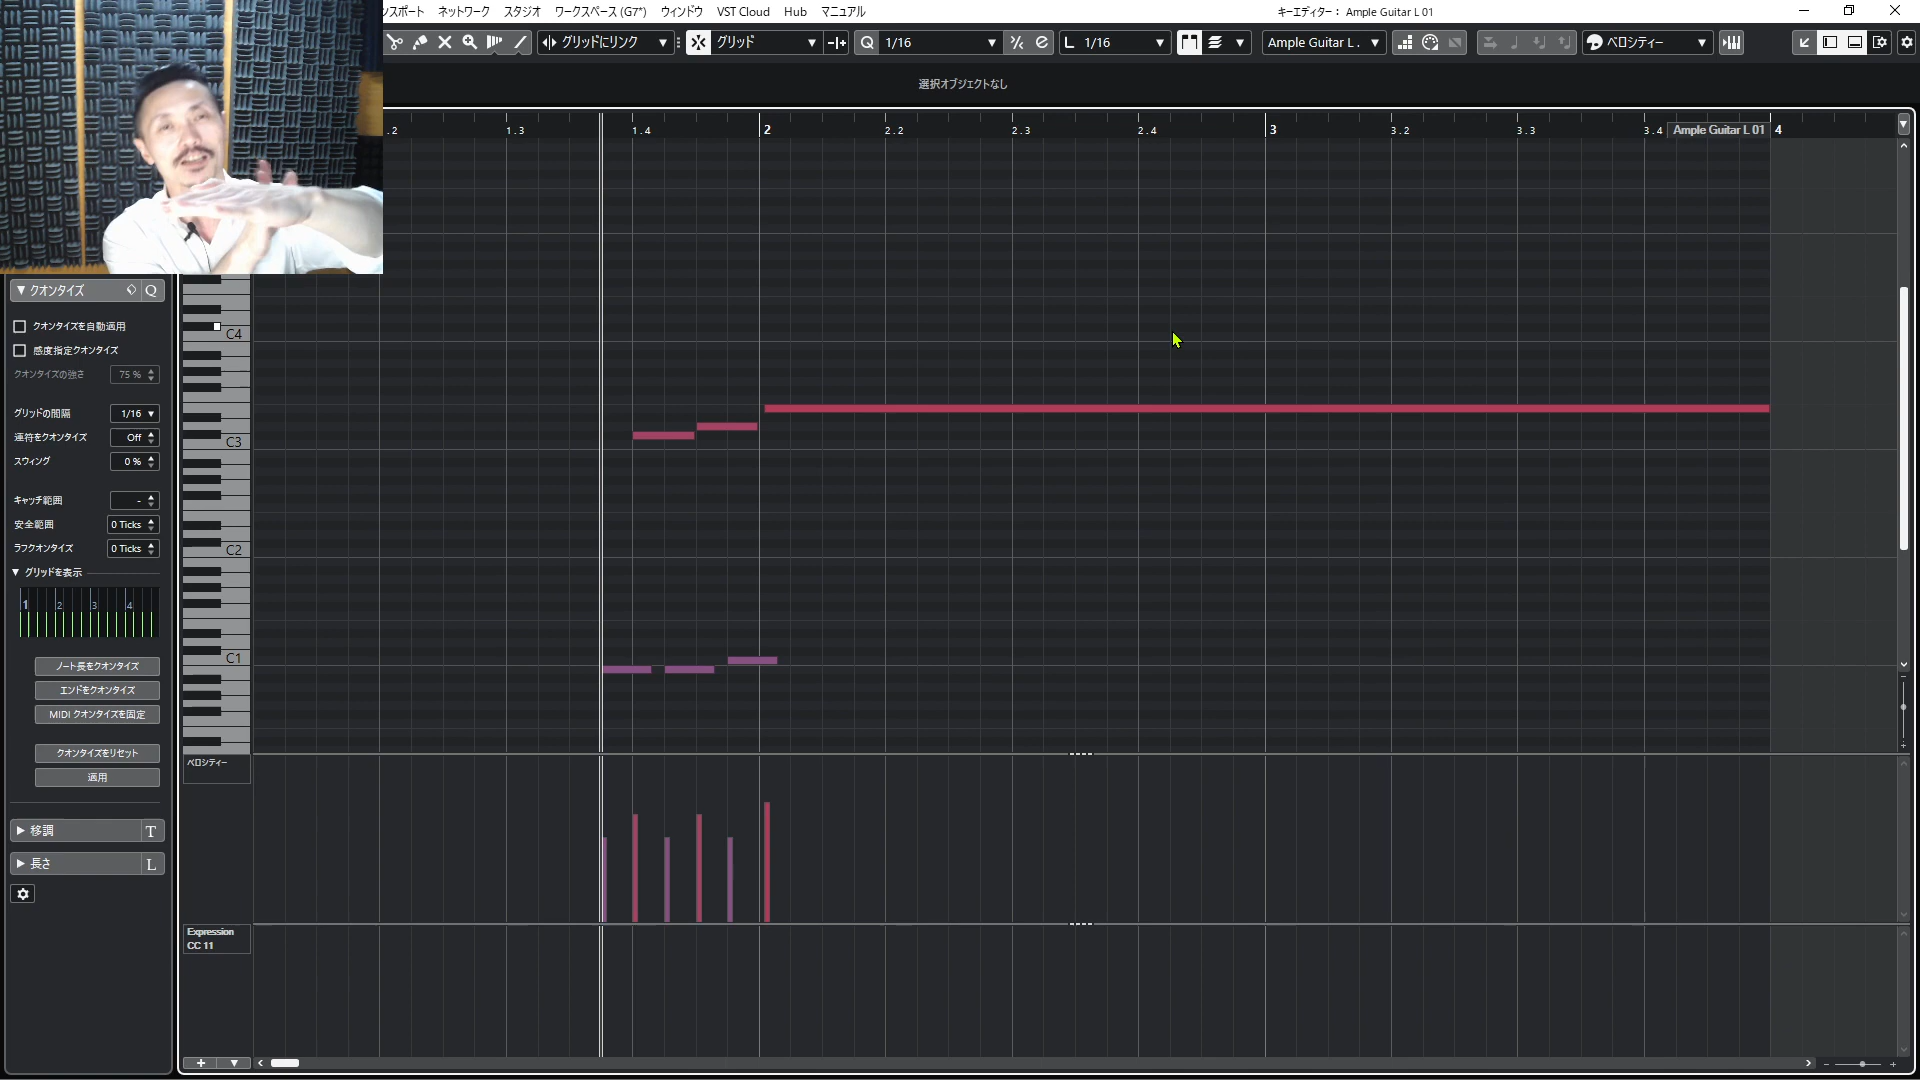 ンスポート ネットワーク スタジオ ワークスペース (G7*) ウィンドウ VST Cloud Hub マニュアル
キーエディター： Ample Guitar L 01
グリッドにリンク グリッド 1/16 1/16 Ample Guitar L . ベロシティー
選択オブジェクトなし
.2 1.3 1.4 2 2.2 2.3 2.4 3 3.2 3.3 3.4 Ample Guitar L 01 4
クオンタイズ Q
クオンタイズを自動適用
感度指定クオンタイズ
クオンタイズの強さ 75 %
グリッドの間隔 1/16
連符をクオンタイズ Off
スウィング 0 %
キャッチ範囲 -
安全範囲 0 Ticks
ラフクオンタイズ 0 Ticks
グリッドを表示
1 2 3 4
ノート長をクオンタイズ
エンドをクオンタイズ
MIDI クオンタイズを固定
クオンタイズをリセット
適用
移調 T
長さ L
C4
C3
C2
C1
ベロシティー
Expression
CC 11